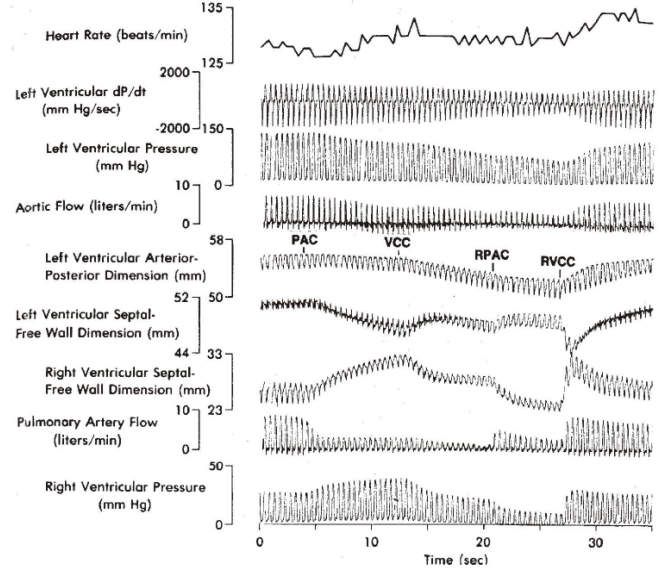 135
Heart Rate (beats/min)
125
2000
Left Ventricular dP/dt
(mm Hg/sec)
-2000
150
Left Ventricular Pressure
(mm Hg)
0
10
Aortic Flow (liters/min)
0
PAC
VCC
RPAC
RVCC
58
Left Ventricular Arterior-
Posterior Dimension (mm)
52
50
Left Ventricular Septal-
Free Wall Dimension (mm)
44
33
Right Ventricular Septal-
Free Wall Dimension (mm)
10
23
Pulmonary Artery Flow
(liters/min)
0
50
Right Ventricular Pressure
(mm Hg)
0
0 10 20 30
Time (sec)